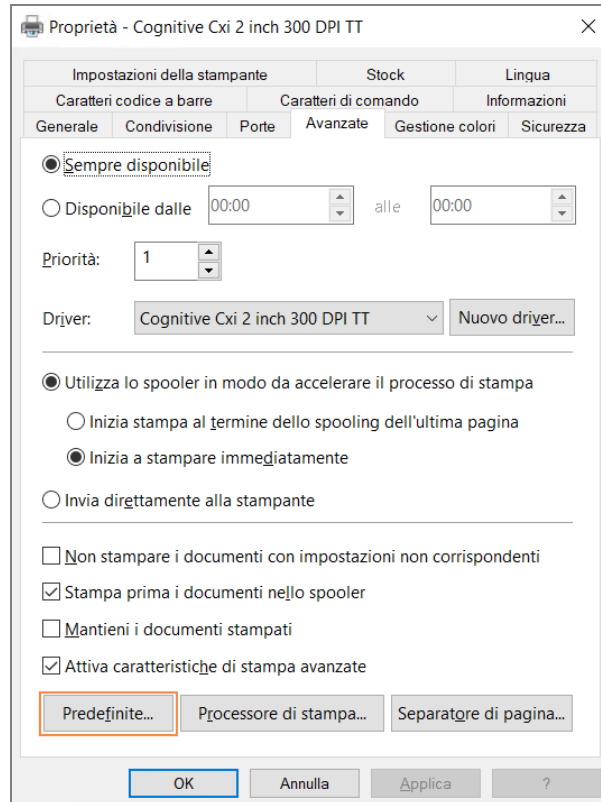 Proprietà - Cognitive Cxi 2 inch 300 DPI TT
Impostazioni della stampante Stock Lingua
Caratteri codice a barre Caratteri di comando Informazioni
Generale Condivisione Porte Avanzate Gestione colori Sicurezza
Sempre disponibile
Disponibile dalle 00:00 alle 00:00
Priorità: 1
Driver: Cognitive Cxi 2 inch 300 DPI TT Nuovo driver...
Utilizza lo spooler in modo da accelerare il processo di stampa
Inizia stampa al termine dello spooling dell'ultima pagina
Inizia a stampare immediatamente
Invia direttamente alla stampante
Non stampare i documenti con impostazioni non corrispondenti
Stampa prima i documenti nello spooler
Mantieni i documenti stampati
Attiva caratteristiche di stampa avanzate
Predefinite... Processore di stampa... Separatore di pagina...
OK Annulla Applica ?